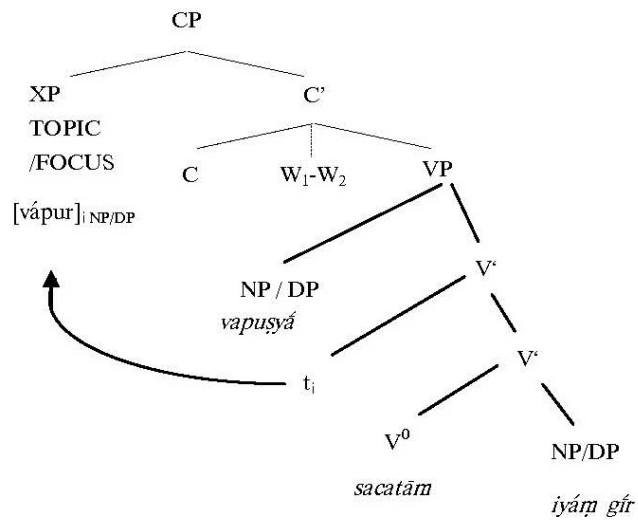 CP
XP C’
TOPIC
/FOCUS
C W₁-W₂ VP
[vápur]ᵢ NP/DP
NP / DP V‘
vapuṣyā́
tᵢ V‘
V⁰ NP/DP
sacatām iyáṃ gī́r